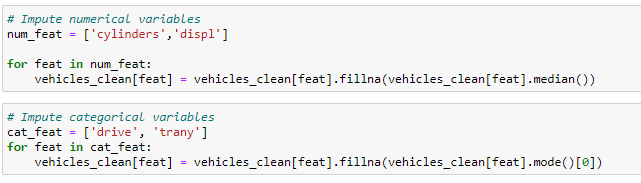 # Impute numerical variables
num_feat = ['cylinders','displ']
for feat in num_feat:
    vehicles_clean[feat] = vehicles_clean[feat].fillna(vehicles_clean[feat].median())
# Impute categorical variables
cat_feat = ['drive', 'trany']
for feat in cat_feat:
    vehicles_clean[feat] = vehicles_clean[feat].fillna(vehicles_clean[feat].mode()[0])